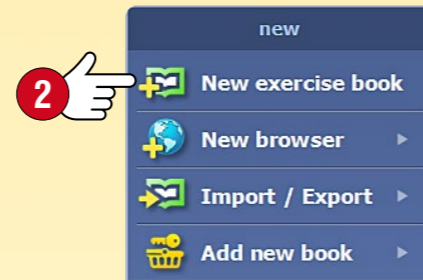 new
2
New exercise book
New browser
Import / Export
Add new book